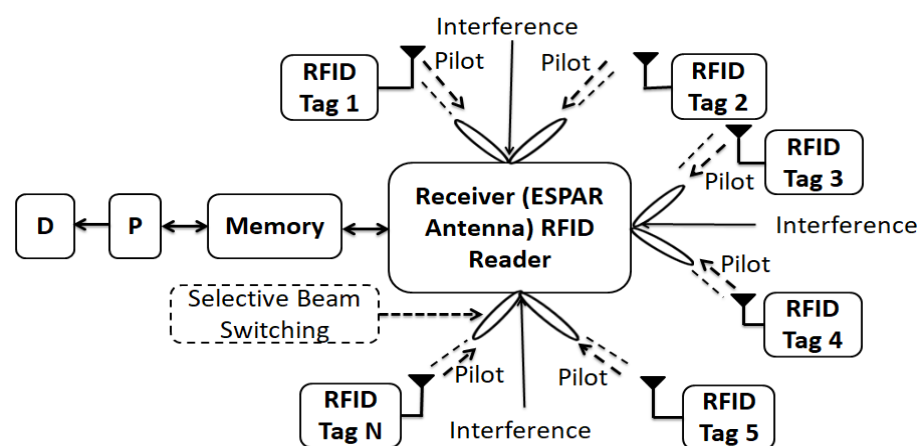 Interference
RFID
Tag 1
Pilot
Pilot
RFID
Tag 2
RFID
Tag 3
Pilot
D
P
Memory
Receiver (ESPAR
Antenna) RFID
Reader
Interference
Pilot
Selective Beam
Switching
RFID
Tag 4
RFID
Tag N
Pilot
Pilot
RFID
Tag 5
Interference